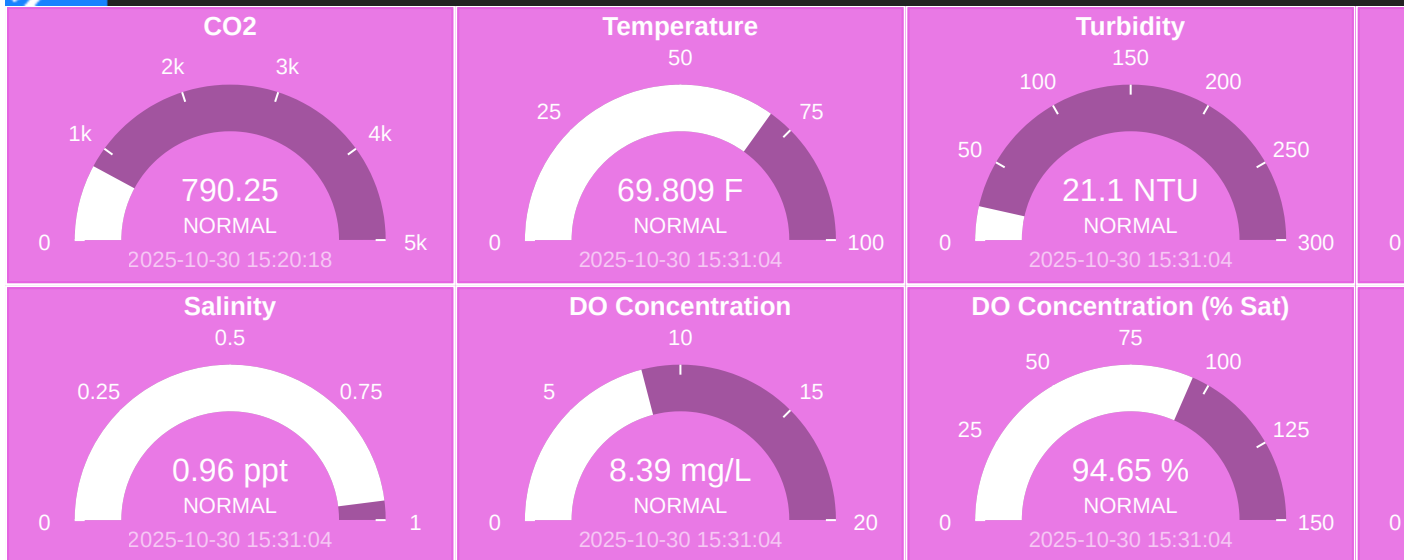 CO2
2k 3k
1k 4k
790.25
NORMAL
0 5k
2025-10-30 15:20:18
Temperature
50
25 75
69.809 F
NORMAL
0 100
2025-10-30 15:31:04
Turbidity
150
100 200
50 250
21.1 NTU
NORMAL
0 300
2025-10-30 15:31:04
0
Salinity
0.5
0.25 0.75
0.96 ppt
NORMAL
0 1
2025-10-30 15:31:04
DO Concentration
10
5 15
8.39 mg/L
NORMAL
0 20
2025-10-30 15:31:04
DO Concentration (% Sat)
75
50 100
25 125
94.65 %
NORMAL
0 150
2025-10-30 15:31:04
0